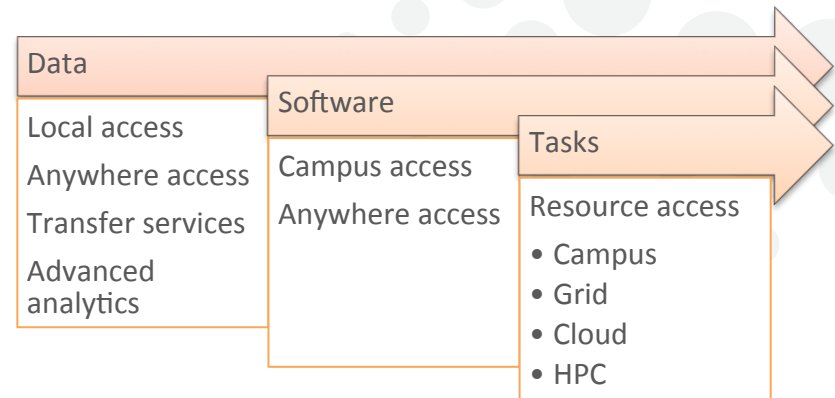 Data
Local access
Anywhere access
Transfer services
Advanced
analytics
Software
Campus access
Anywhere access
Tasks
Resource access
• Campus
• Grid
• Cloud
• HPC